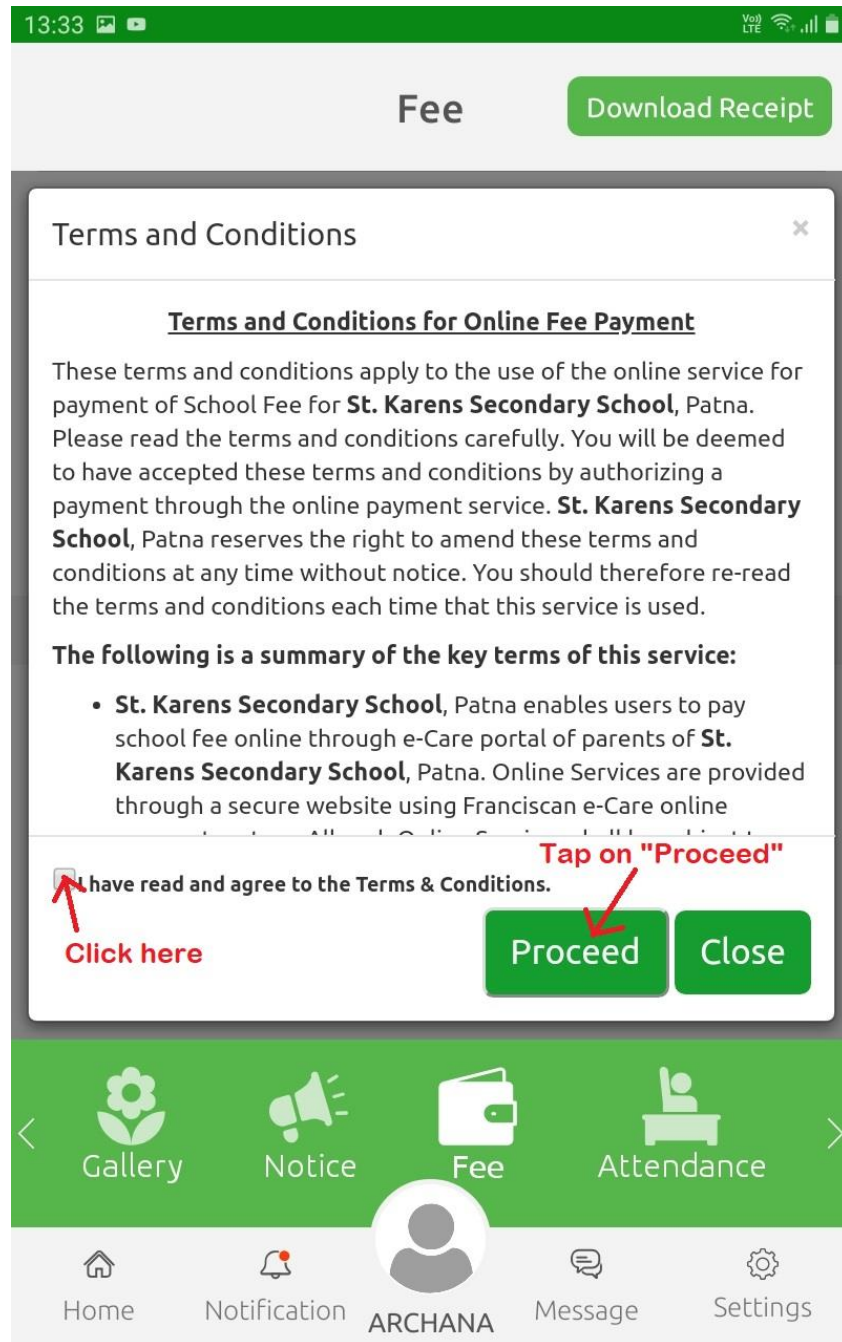 13:33
Vo)) LTE
Fee
Download Receipt
Terms and Conditions
×
Terms and Conditions for Online Fee Payment
These terms and conditions apply to the use of the online service for
payment of School Fee for St. Karens Secondary School, Patna.
Please read the terms and conditions carefully. You will be deemed
to have accepted these terms and conditions by authorizing a
payment through the online payment service. St. Karens Secondary
School, Patna reserves the right to amend these terms and
conditions at any time without notice. You should therefore re-read
the terms and conditions each time that this service is used.
The following is a summary of the key terms of this service:
• St. Karens Secondary School, Patna enables users to pay
school fee online through e-Care portal of parents of St.
Karens Secondary School, Patna. Online Services are provided
through a secure website using Franciscan e-Care online
Tap on "Proceed"
I have read and agree to the Terms & Conditions.
Click here
Proceed
Close
Gallery
Notice
Fee
Attendance
Home
Notification
ARCHANA
Message
Settings